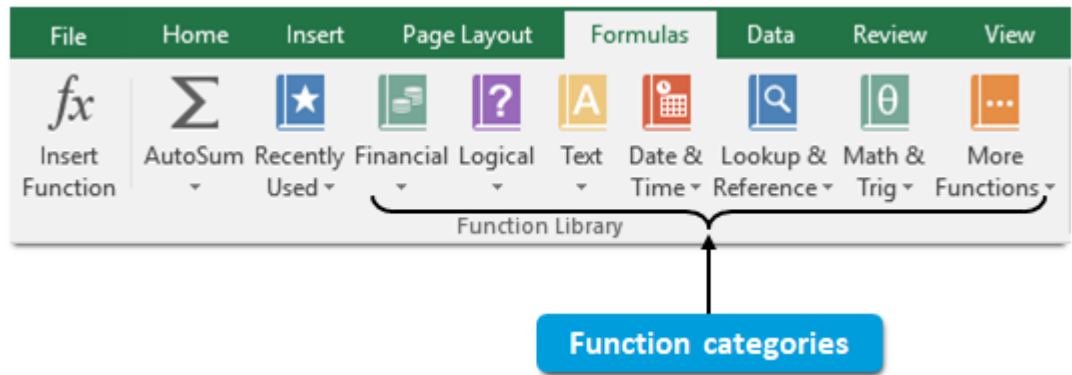 File Home Insert Page Layout Formulas Data Review View
fx Σ ? A θ ...
Insert AutoSum Recently Financial Logical Text Date & Lookup & Math & More
Function Used Time Reference Trig Functions
Function Library
Function categories